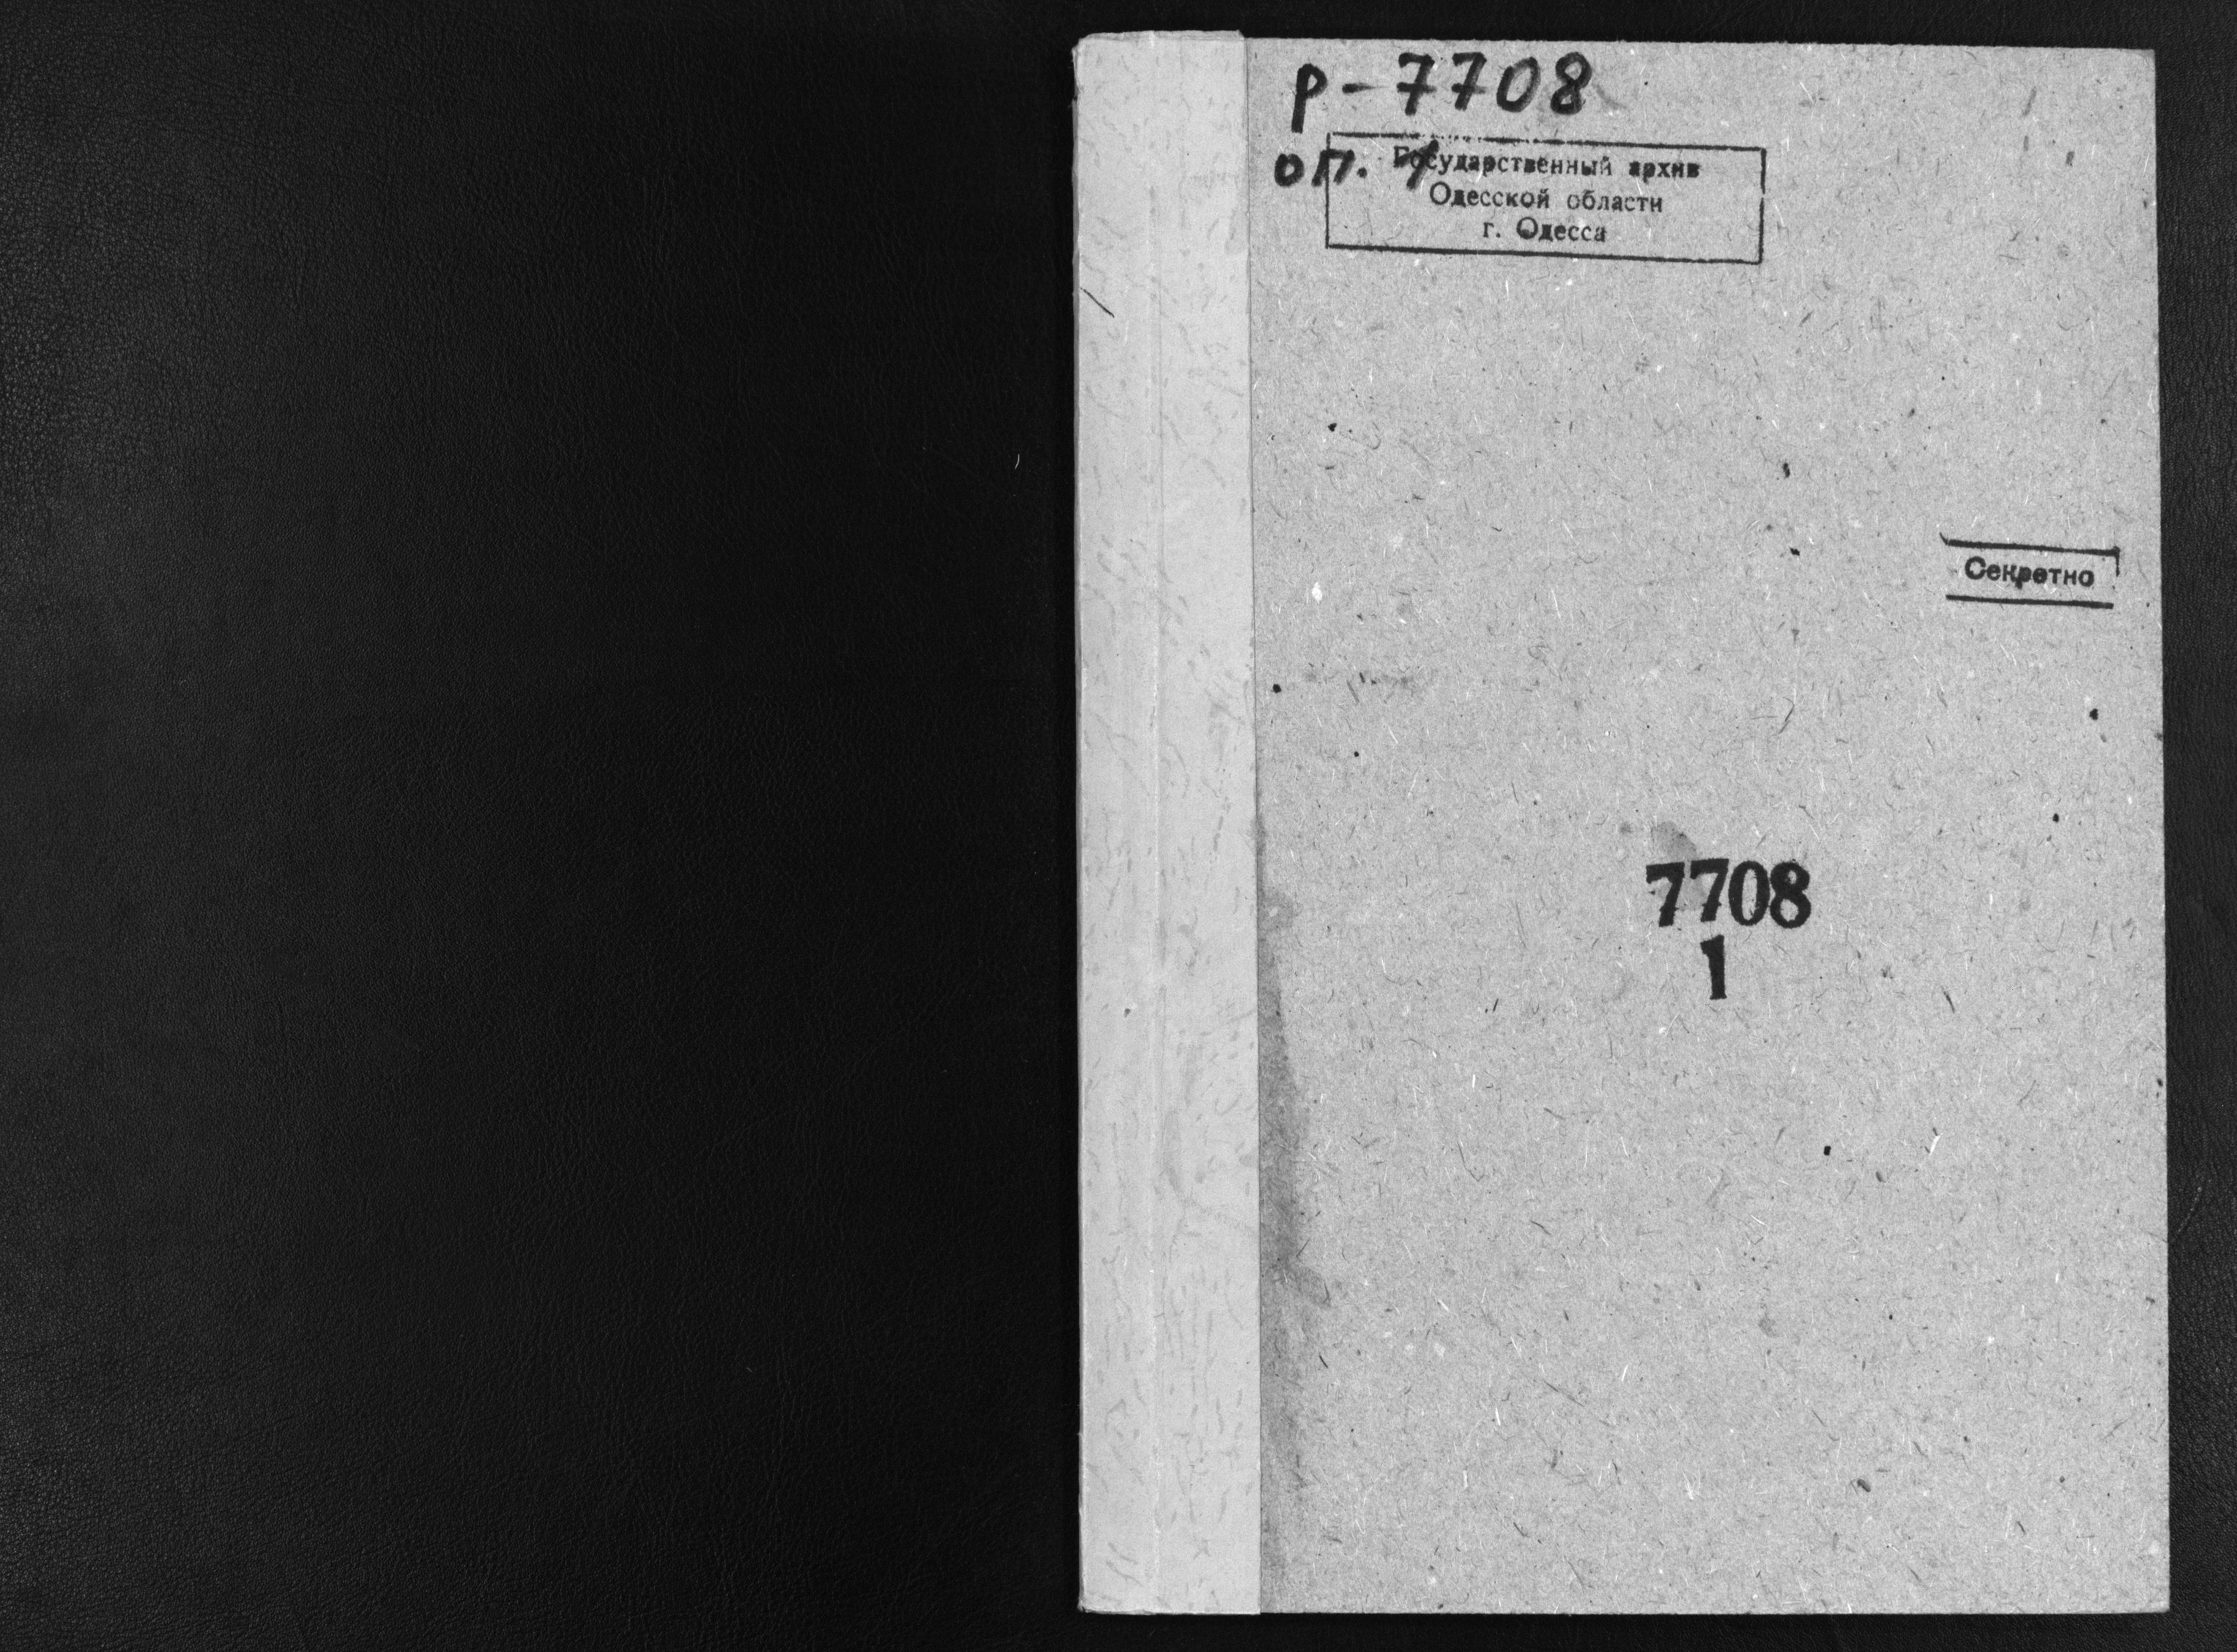 р-7708
оп. 1
Государственный архив
Одесской области
г. Одесса
Секретно
7708
1